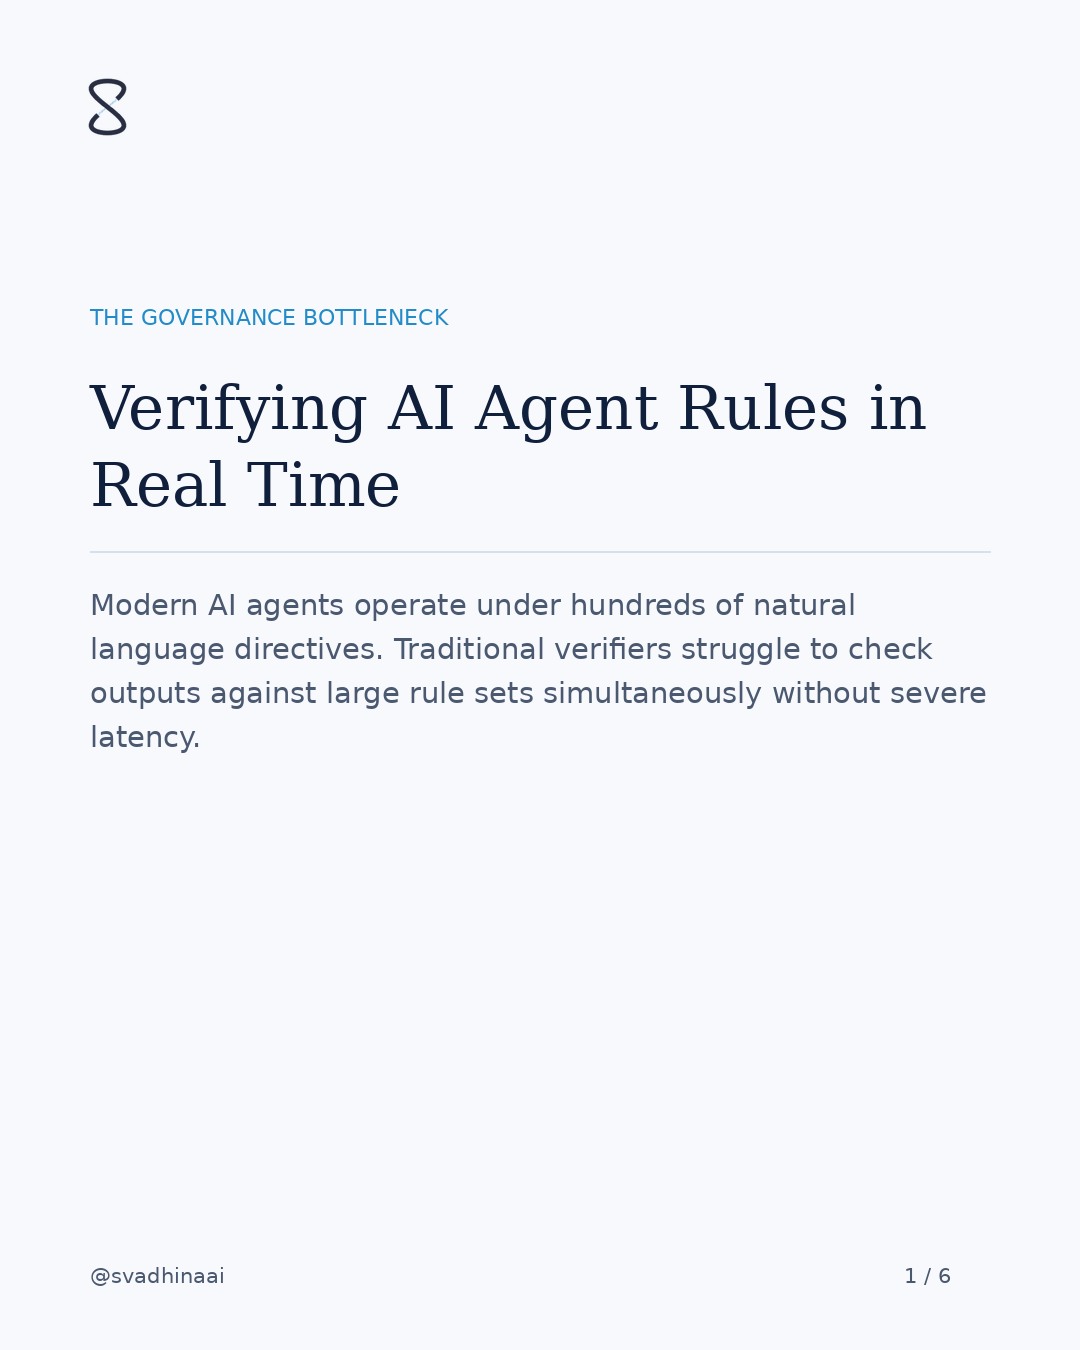 THE GOVERNANCE BOTTLENECK
Verifying AI Agent Rules in
Real Time
Modern AI agents operate under hundreds of natural
language directives. Traditional verifiers struggle to check
outputs against large rule sets simultaneously without severe
latency.
@svadhinaai
1 / 6